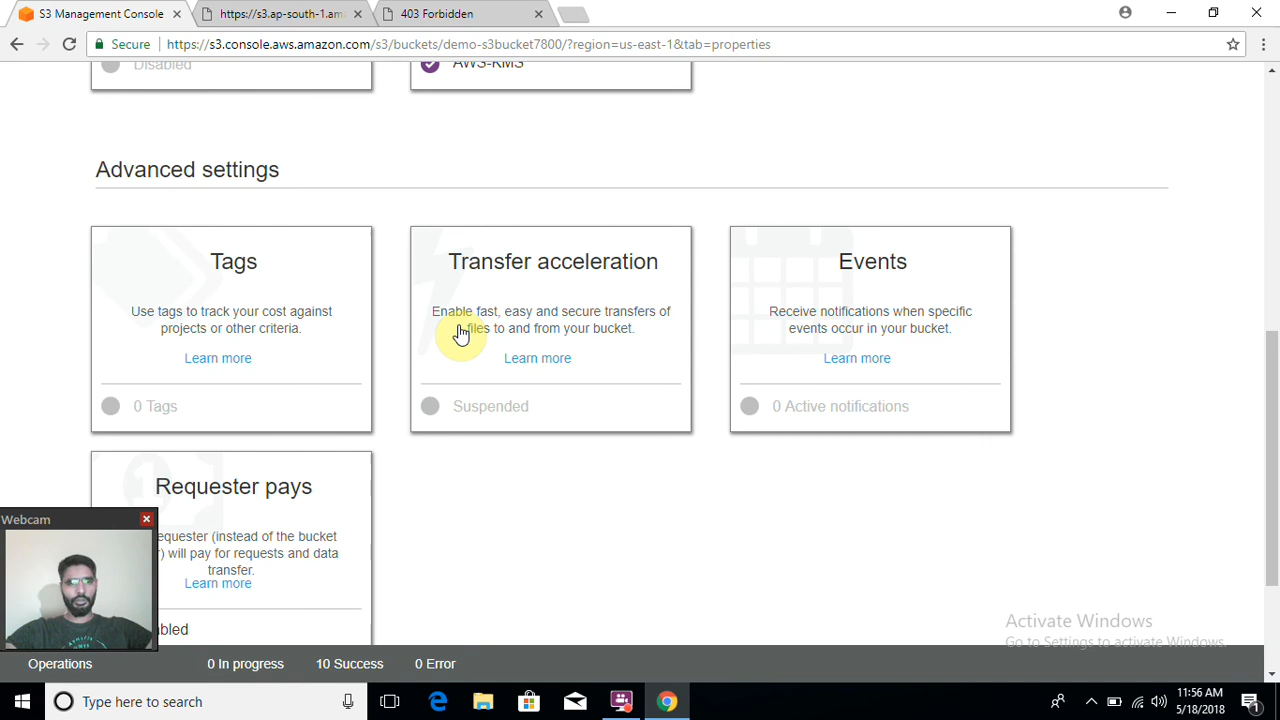 S3 Management Console
https://s3.ap-south-1.am
403 Forbidden
Secure
https://s3.console.aws.amazon.com/s3/buckets/demo-s3bucket7800/?region=us-east-1&tab=properties
Disabled
AWS-KMS
Advanced settings
Tags
Use tags to track your cost against
projects or other criteria.
Learn more
0 Tags
Transfer acceleration
Enable fast, easy and secure transfers of
files to and from your bucket.
Learn more
Suspended
Events
Receive notifications when specific
events occur in your bucket.
Learn more
0 Active notifications
Requester pays
equester (instead of the bucket
r) will pay for requests and data
transfer.
Learn more
bled
Webcam
Activate Windows
Go to Settings to activate Windows.
Operations
0 In progress
10 Success
0 Error
Type here to search
11:56 AM
5/18/2018
1